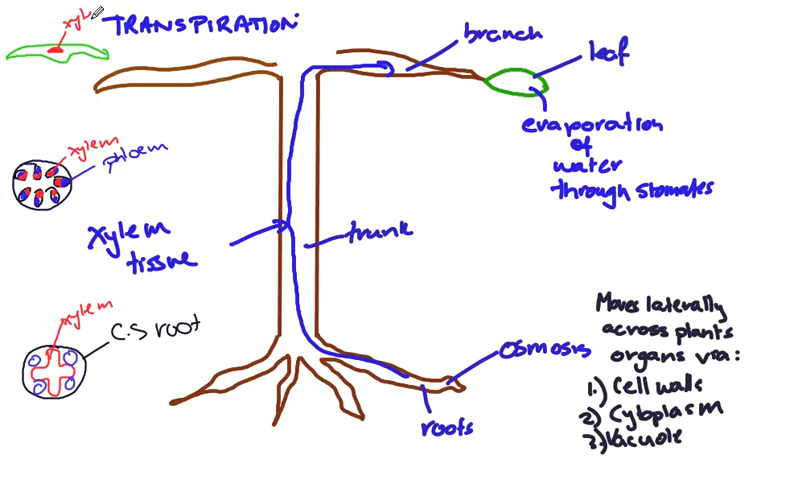 xyl
TRANSPIRATION
branch
leaf
evaporation
of
water
through stomates
xylem
phloem
xylem
tissue
trunk
xylem
C.S root
osmosis
roots
Moves laterally
across plants
organs via:
1.) Cell walls
2) Cytoplasm
3) Vacuole